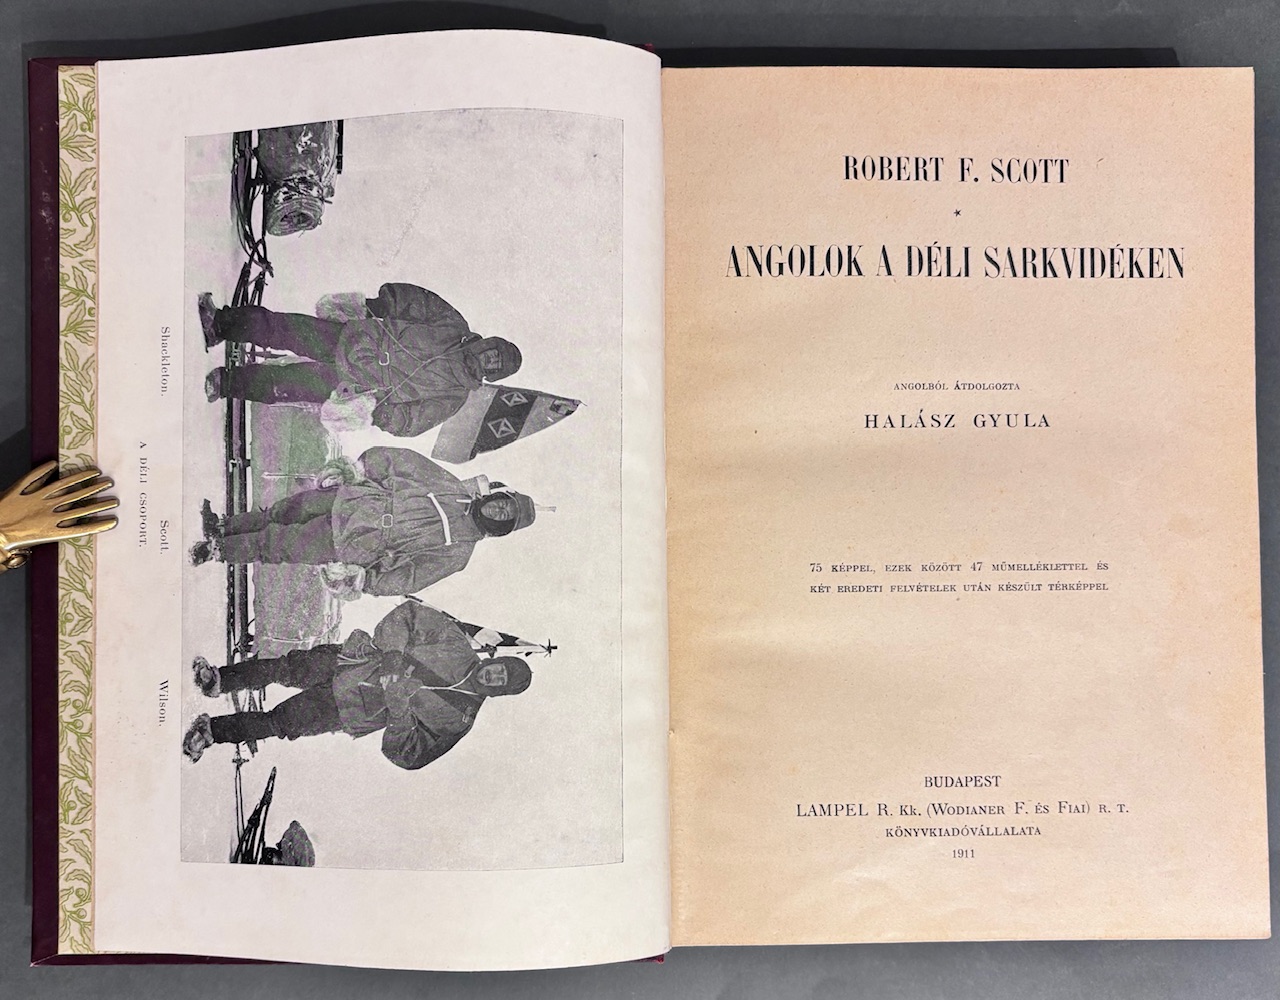 Shackleton. Scott. Wilson.
A DÉLI CSOPORT.
ROBERT F. SCOTT
*
ANGOLOK A DÉLI SARKVIDÉKEN
ANGOLBÓL ÁTDOLGOZTA
HALÁSZ GYULA
75 KÉPPEL, EZEK KÖZÖTT 47 MŰMELLÉKLETTEL ÉS
KÉT EREDETI FELVÉTELEK UTÁN KÉSZÜLT TÉRKÉPPEL
BUDAPEST
LAMPEL R. Kk. (Wodianer F. és Fiai) R. T.
KÖNYVKIADÓVÁLLALATA
1911